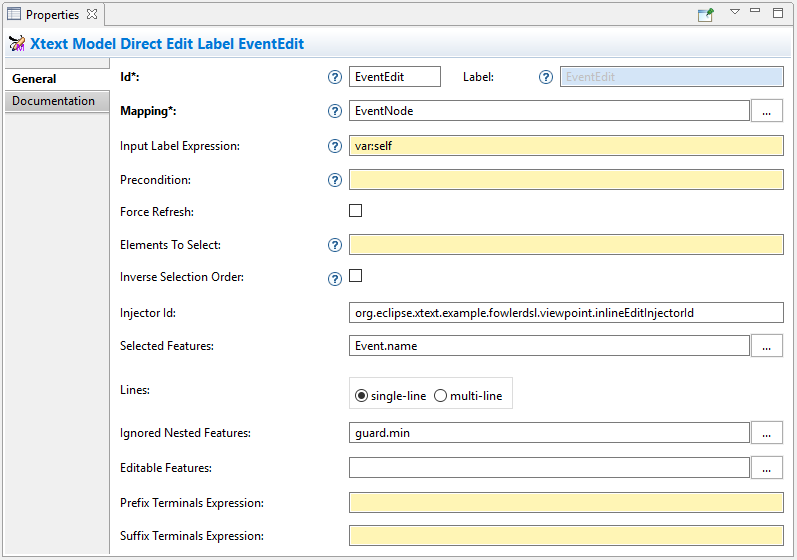 Properties
Xtext Model Direct Edit Label EventEdit
General
Documentation
Id*: ? EventEdit Label: ? EventEdit
Mapping*: ? EventNode ...
Input Label Expression: ? var:self
Precondition: ?
Force Refresh:
Elements To Select: ?
Inverse Selection Order: ?
Injector Id: org.eclipse.xtext.example.fowlerdsl.viewpoint.inlineEditInjectorId
Selected Features: Event.name ...
Lines: single-line multi-line
Ignored Nested Features: guard.min ...
Editable Features: ...
Prefix Terminals Expression:
Suffix Terminals Expression: